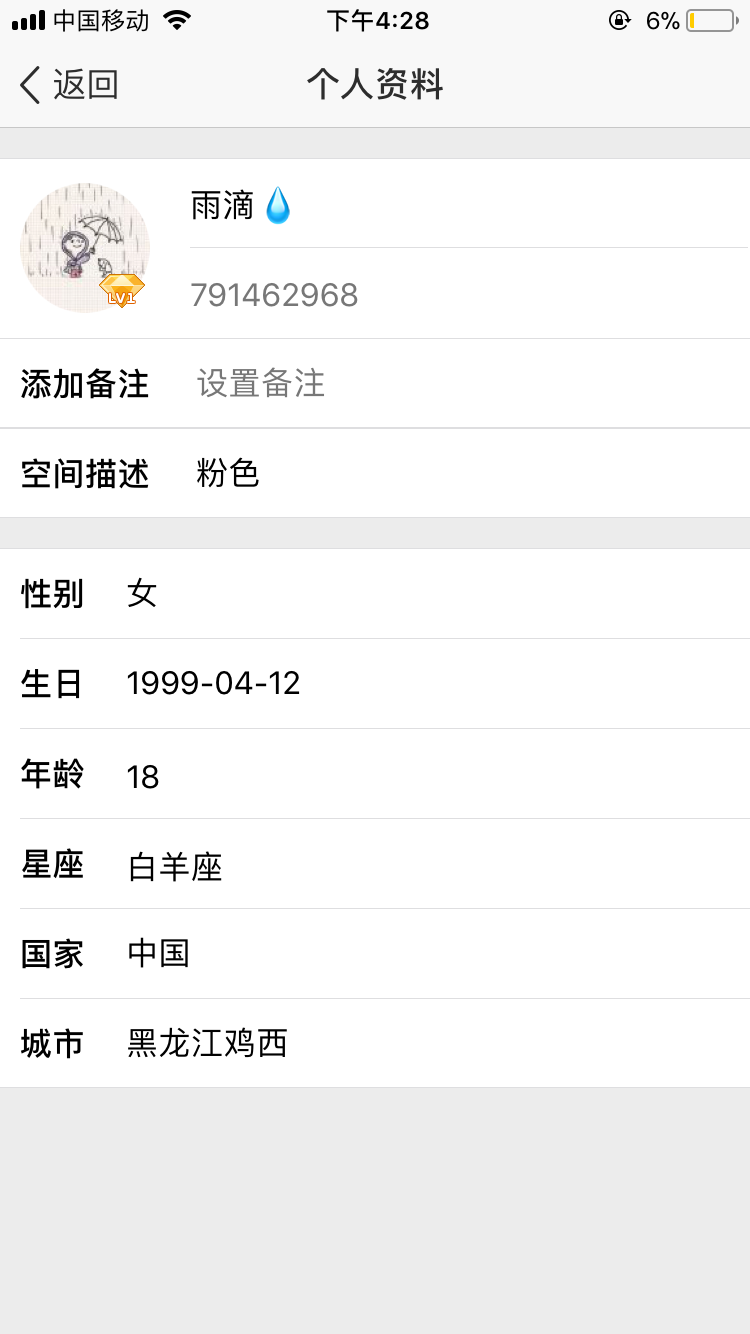 中国移动 下午4:28 6%
返回 个人资料
雨滴💧
LV1
791462968
添加备注 设置备注
空间描述 粉色
性别 女
生日 1999-04-12
年龄 18
星座 白羊座
国家 中国
城市 黑龙江鸡西